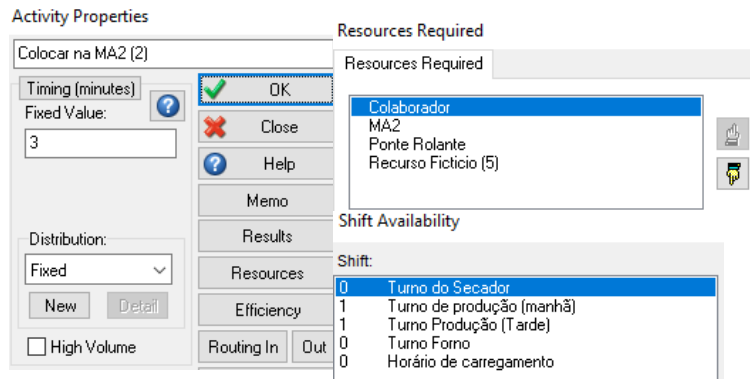 Activity Properties
Colocar na MA2 (2)
Timing (minutes)
Fixed Value:
3
Distribution:
Fixed
New
Detail
High Volume
OK
Close
Help
Memo
Results
Resources
Efficiency
Routing In
Out
Resources Required
Resources Required
Colaborador
MA2
Ponte Rolante
Recurso Ficticio (5)
Shift Availability
Shift:
0 Turno do Secador
1 Turno de produção (manhã)
1 Turno Produção (Tarde)
0 Turno Forno
0 Horário de carregamento